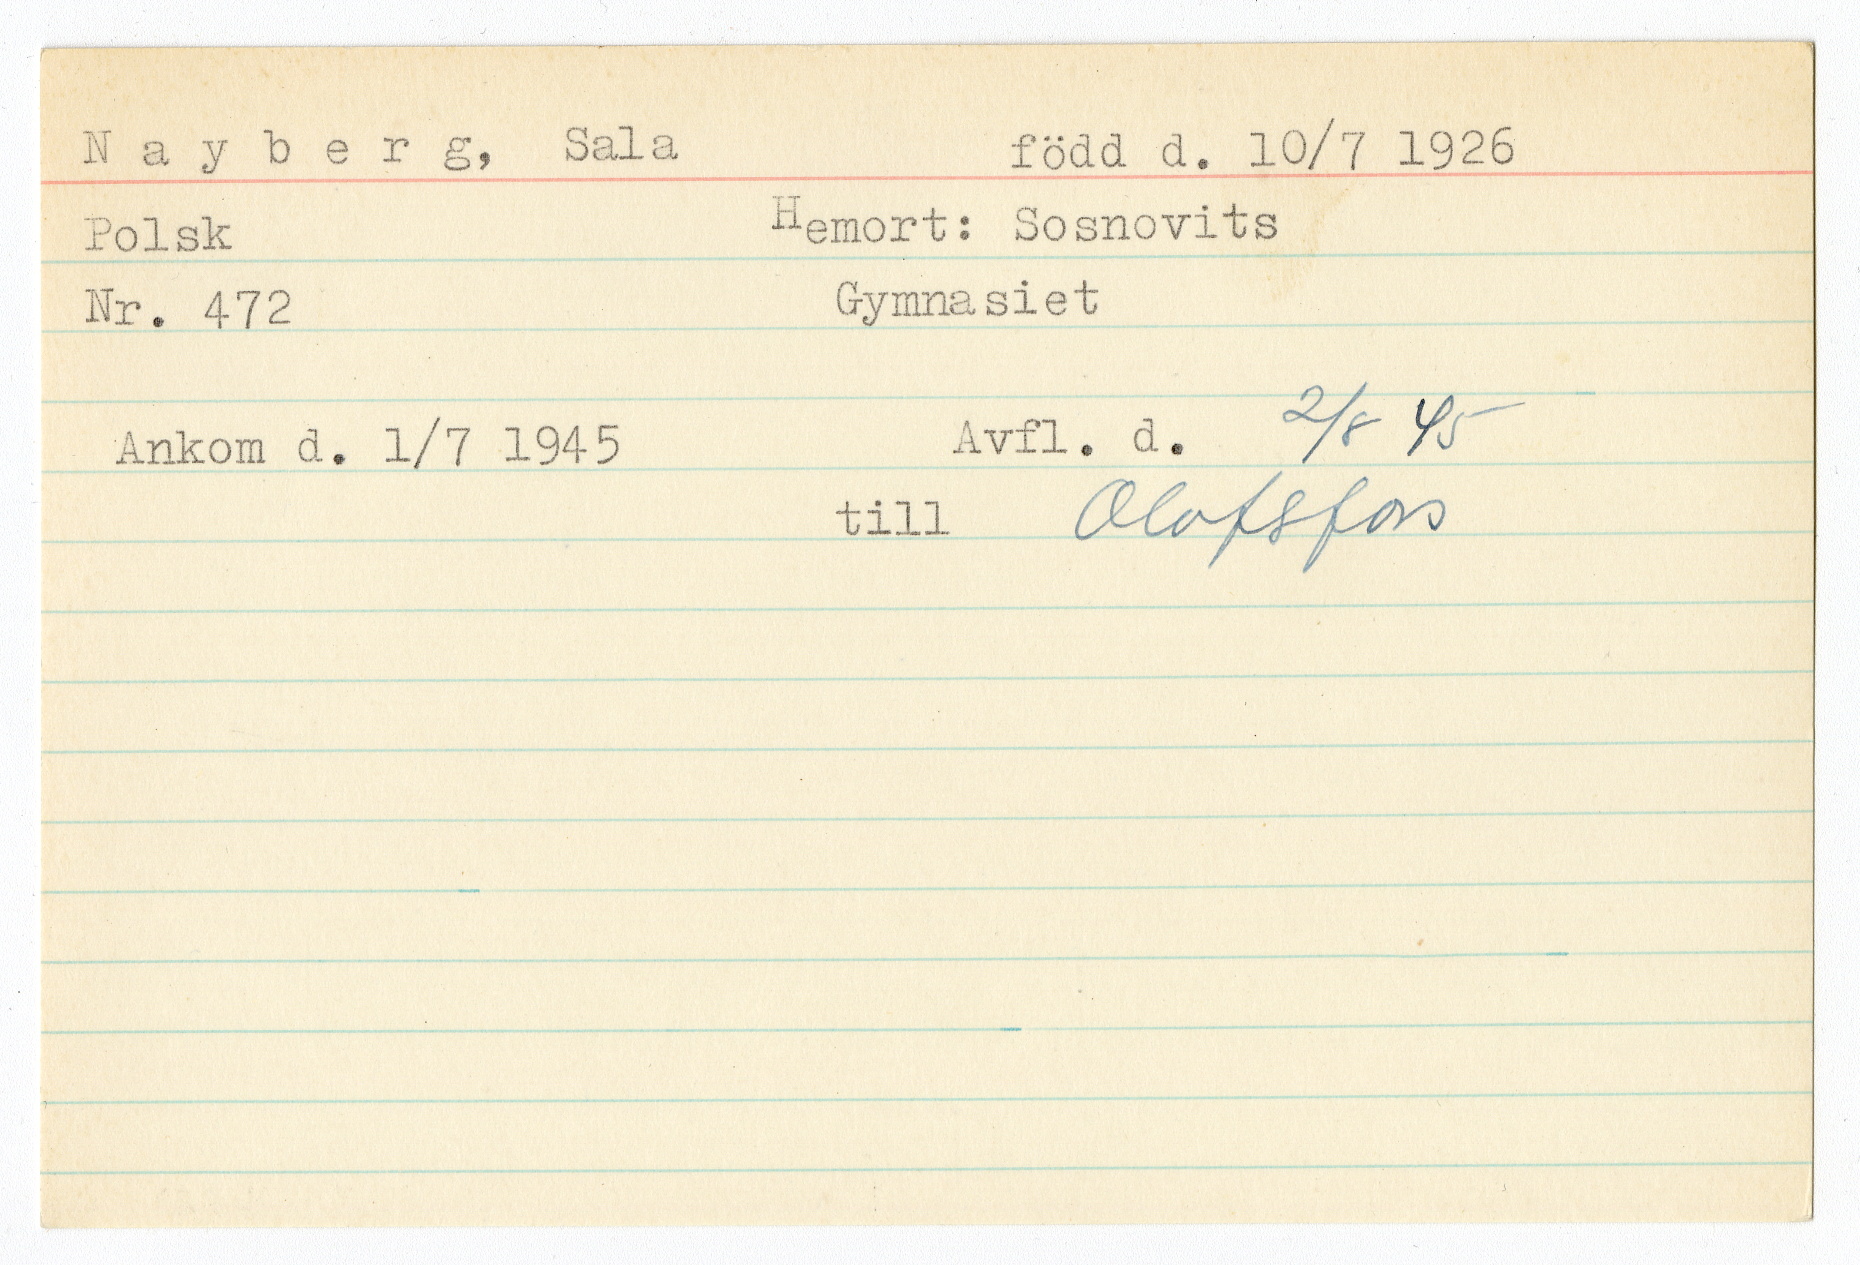 N a y b e r g, Sala född d. 10/7 1926
Polsk Hemort: Sosnovits
Nr. 472 Gymnasiet
Ankom d. 1/7 1945 Avfl. d. 2/8 45
till Olofsfors